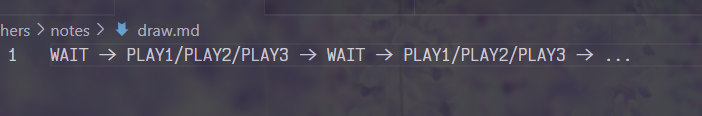 hers > notes > draw.md
1 WAIT → PLAY1/PLAY2/PLAY3 → WAIT → PLAY1/PLAY2/PLAY3 → ...